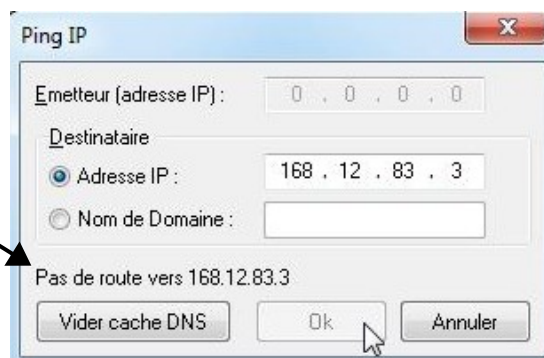 Ping IP
Emetteur (adresse IP) : 0 . 0 . 0 . 0
Destinataire
Adresse IP : 168 . 12 . 83 . 3
Nom de Domaine :
Pas de route vers 168.12.83.3
Vider cache DNS Ok Annuler